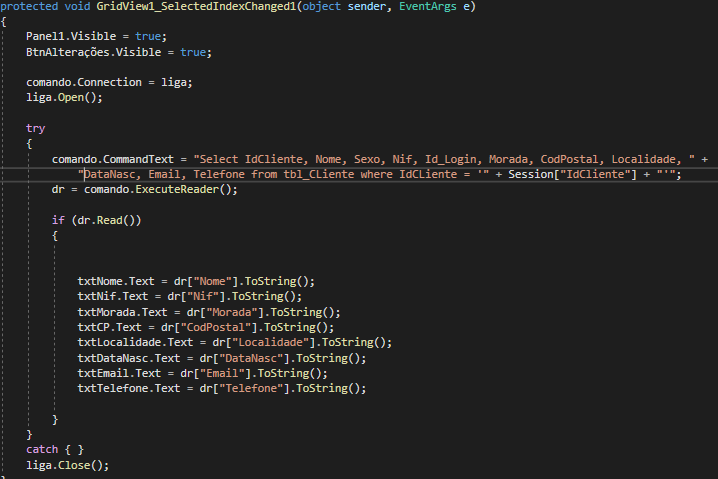 protected void GridView1_SelectedIndexChanged1(object sender, EventArgs e)
{
Panel1.Visible = true;
BtnAlterações.Visible = true;
comando.Connection = liga;
liga.Open();
try
{
comando.CommandText = "Select IdCliente, Nome, Sexo, Nif, Id_Login, Morada, CodPostal, Localidade, " +
"DataNasc, Email, Telefone from tbl_CLiente where IdCLiente = '" + Session["IdCliente"] + "'";
dr = comando.ExecuteReader();
if (dr.Read())
{
txtNome.Text = dr["Nome"].ToString();
txtNif.Text = dr["Nif"].ToString();
txtMorada.Text = dr["Morada"].ToString();
txtCP.Text = dr["CodPostal"].ToString();
txtLocalidade.Text = dr["Localidade"].ToString();
txtDataNasc.Text = dr["DataNasc"].ToString();
txtEmail.Text = dr["Email"].ToString();
txtTelefone.Text = dr["Telefone"].ToString();
}
}
catch { }
liga.Close();
}